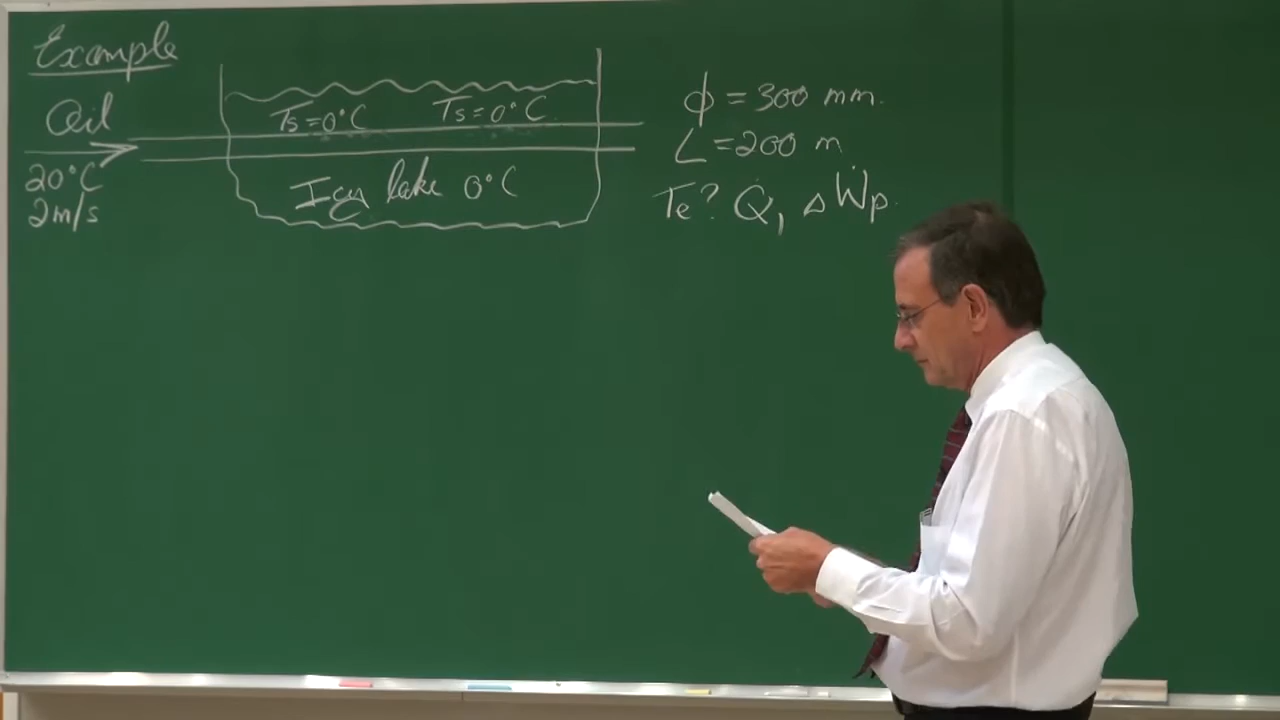 Example
Oil
20°C
2m/s
Ts=0°C Ts=0°C
Icy lake 0°C
ϕ = 300 mm.
L = 200 m
Te? Q̇, ΔẆp.